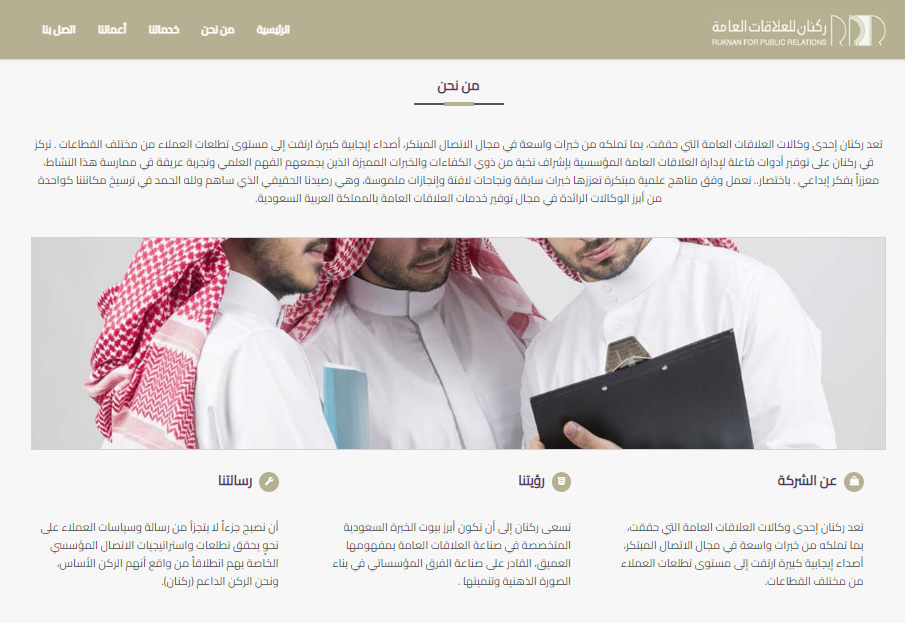 ركنان للعلاقات العامة
RUKNAN FOR PUBLIC RELATIONS
الرئيسية من نحن خدماتنا أعمالنا اتصل بنا
من نحن
تعد ركنان إحدى وكالات العلاقات العامة التي حققت، بما تملكه من خبرات واسعة في مجال الاتصال المبتكر، أصداء إيجابية كبيرة ارتقت إلى مستوى تطلعات العملاء من مختلف القطاعات . نركز
في ركنان على توفير أدوات فاعلة لإدارة العلاقات العامة المؤسسية بإشراف نخبة من ذوي الكفاءات والخبرات المميزة الذين يجمعهم الفهم العلمي وتجربة عريقة في ممارسة هذا النشاط،
معززاً بفكر إبداعي . باختصار.. نعمل وفق مناهج علمية مبتكرة تعززها خبرات سابقة ونجاحات لافتة وإنجازات ملموسة، وهي رصيدنا الحقيقي الذي ساهم ولله الحمد في ترسيخ مكانتنا كواحدة
من أبرز الوكالات الرائدة في مجال توفير خدمات العلاقات العامة بالمملكة العربية السعودية.
عن الشركة
تعد ركنان إحدى وكالات العلاقات العامة التي حققت،
بما تملكه من خبرات واسعة في مجال الاتصال المبتكر،
أصداء إيجابية كبيرة ارتقت إلى مستوى تطلعات العملاء
من مختلف القطاعات.
رؤيتنا
تسعى ركنان إلى أن تكون أبرز بيوت الخبرة السعودية
المتخصصة في صناعة العلاقات العامة بمفهومها
العميق، القادر على صناعة الفرق المؤسساتي في بناء
الصورة الذهنية وتنميتها .
رسالتنا
أن نصبح جزءاً لا يتجزأ من رسالة وسياسات العملاء على
نحوٍ يحقق تطلعات واستراتيجيات الاتصال المؤسسي
الخاصة بهم انطلاقاً من واقع أنهم الركن الأساس،
ونحن الركن الداعم (ركنان).